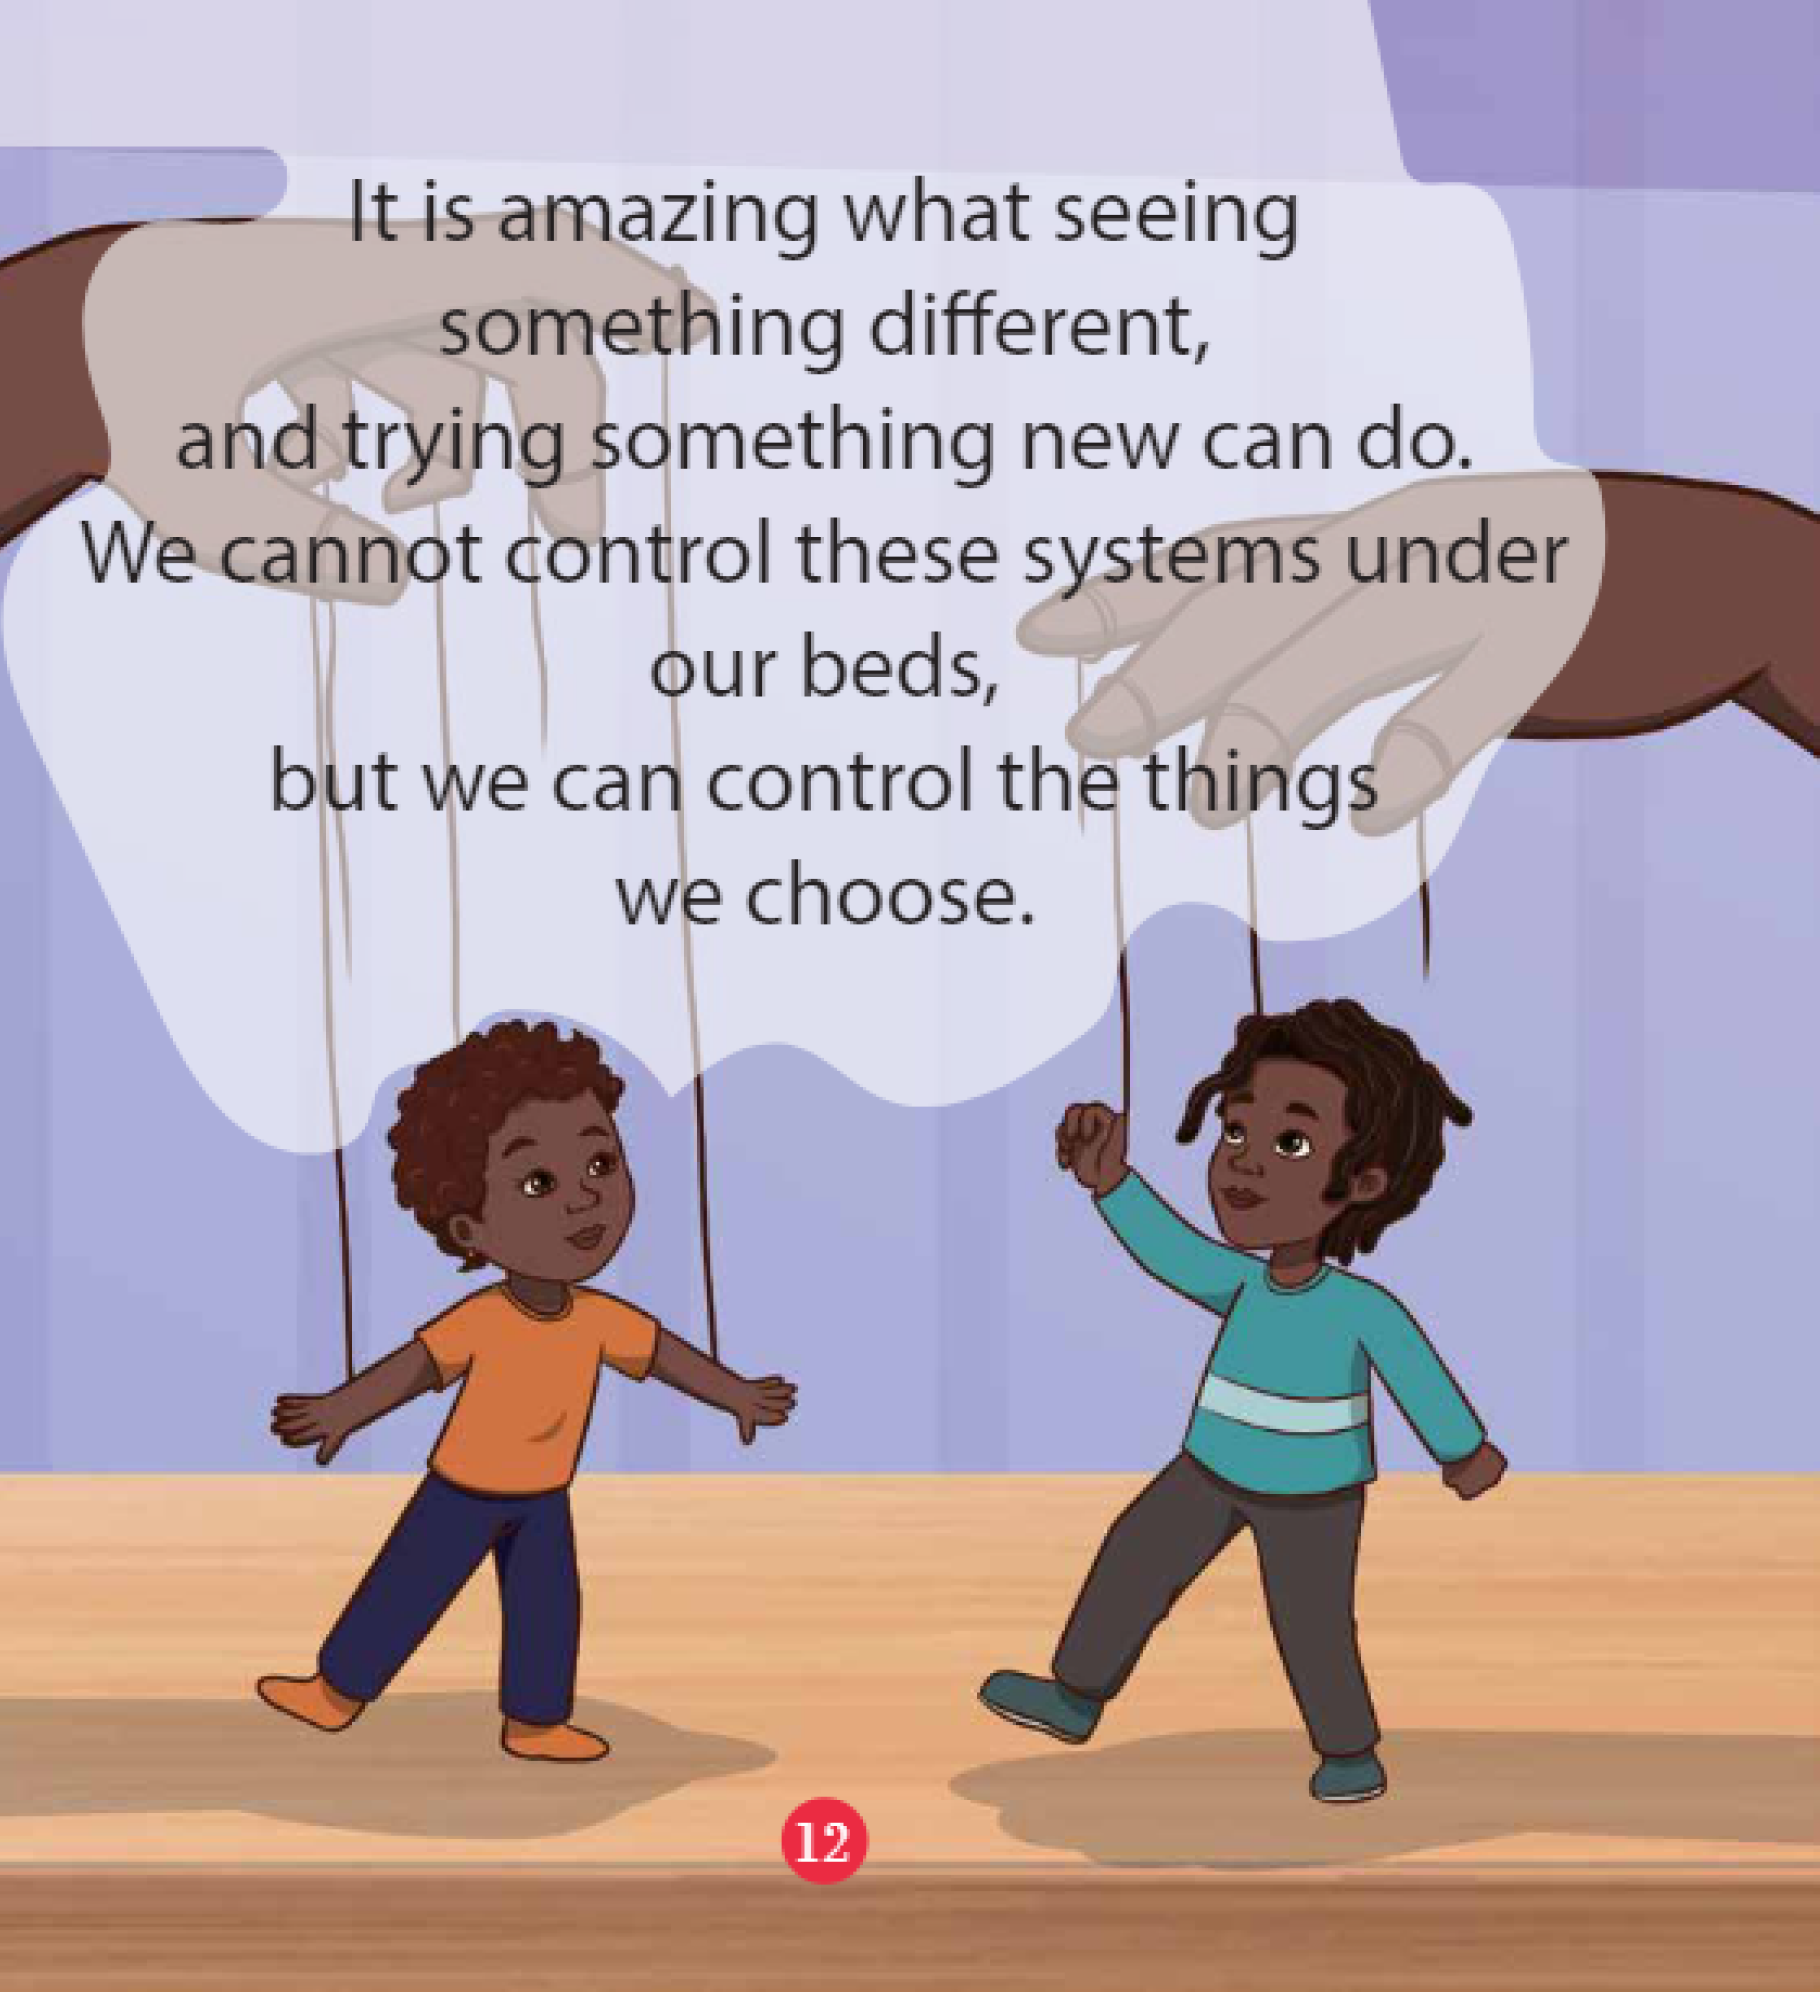 It is amazing what seeing
something different,
and trying something new can do.
We cannot control these systems under
our beds,
but we can control the things
we choose.
12